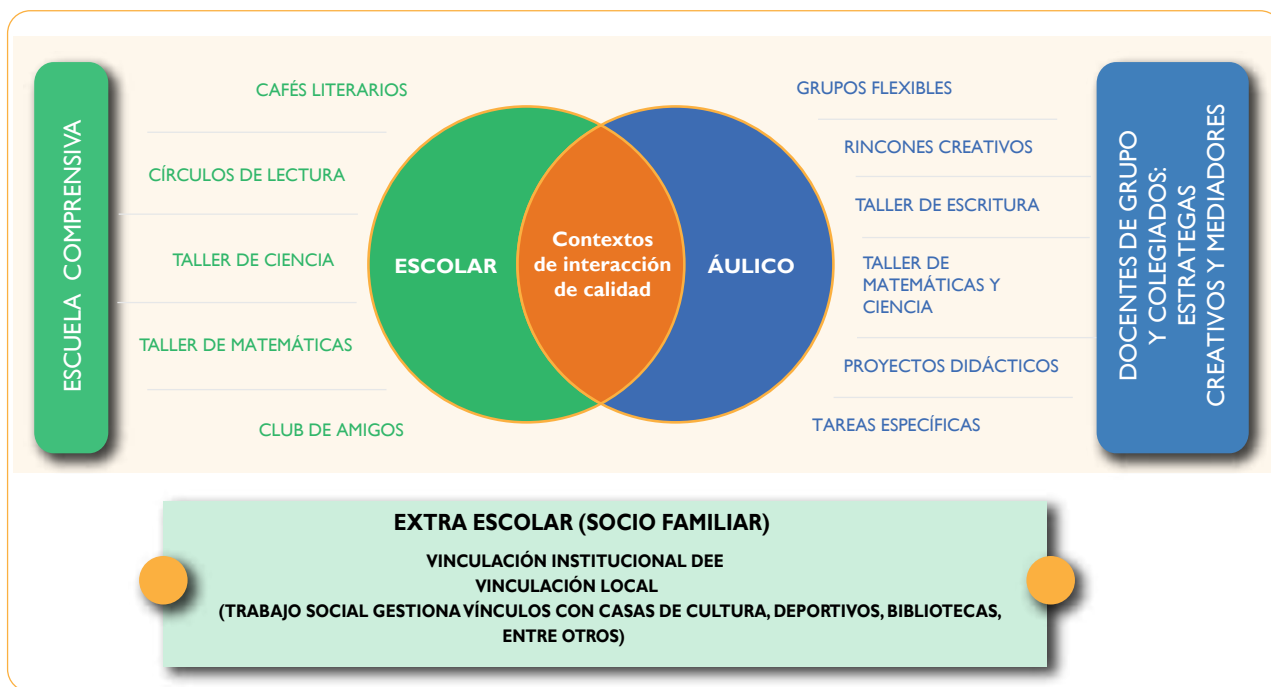 ESCUELA COMPRENSIVA
CAFÉS LITERARIOS
CÍRCULOS DE LECTURA
TALLER DE CIENCIA
TALLER DE MATEMÁTICAS
CLUB DE AMIGOS
ESCOLAR
Contextos
de interacción
de calidad
ÁULICO
GRUPOS FLEXIBLES
RINCONES CREATIVOS
TALLER DE ESCRITURA
TALLER DE
MATEMÁTICAS Y
CIENCIA
PROYECTOS DIDÁCTICOS
TAREAS ESPECÍFICAS
DOCENTES DE GRUPO
Y COLEGIADOS:
ESTRATEGAS
CREATIVOS Y MEDIADORES
EXTRA ESCOLAR (SOCIO FAMILIAR)
VINCULACIÓN INSTITUCIONAL DEE
VINCULACIÓN LOCAL
(TRABAJO SOCIAL GESTIONA VÍNCULOS CON CASAS DE CULTURA, DEPORTIVOS, BIBLIOTECAS,
ENTRE OTROS)